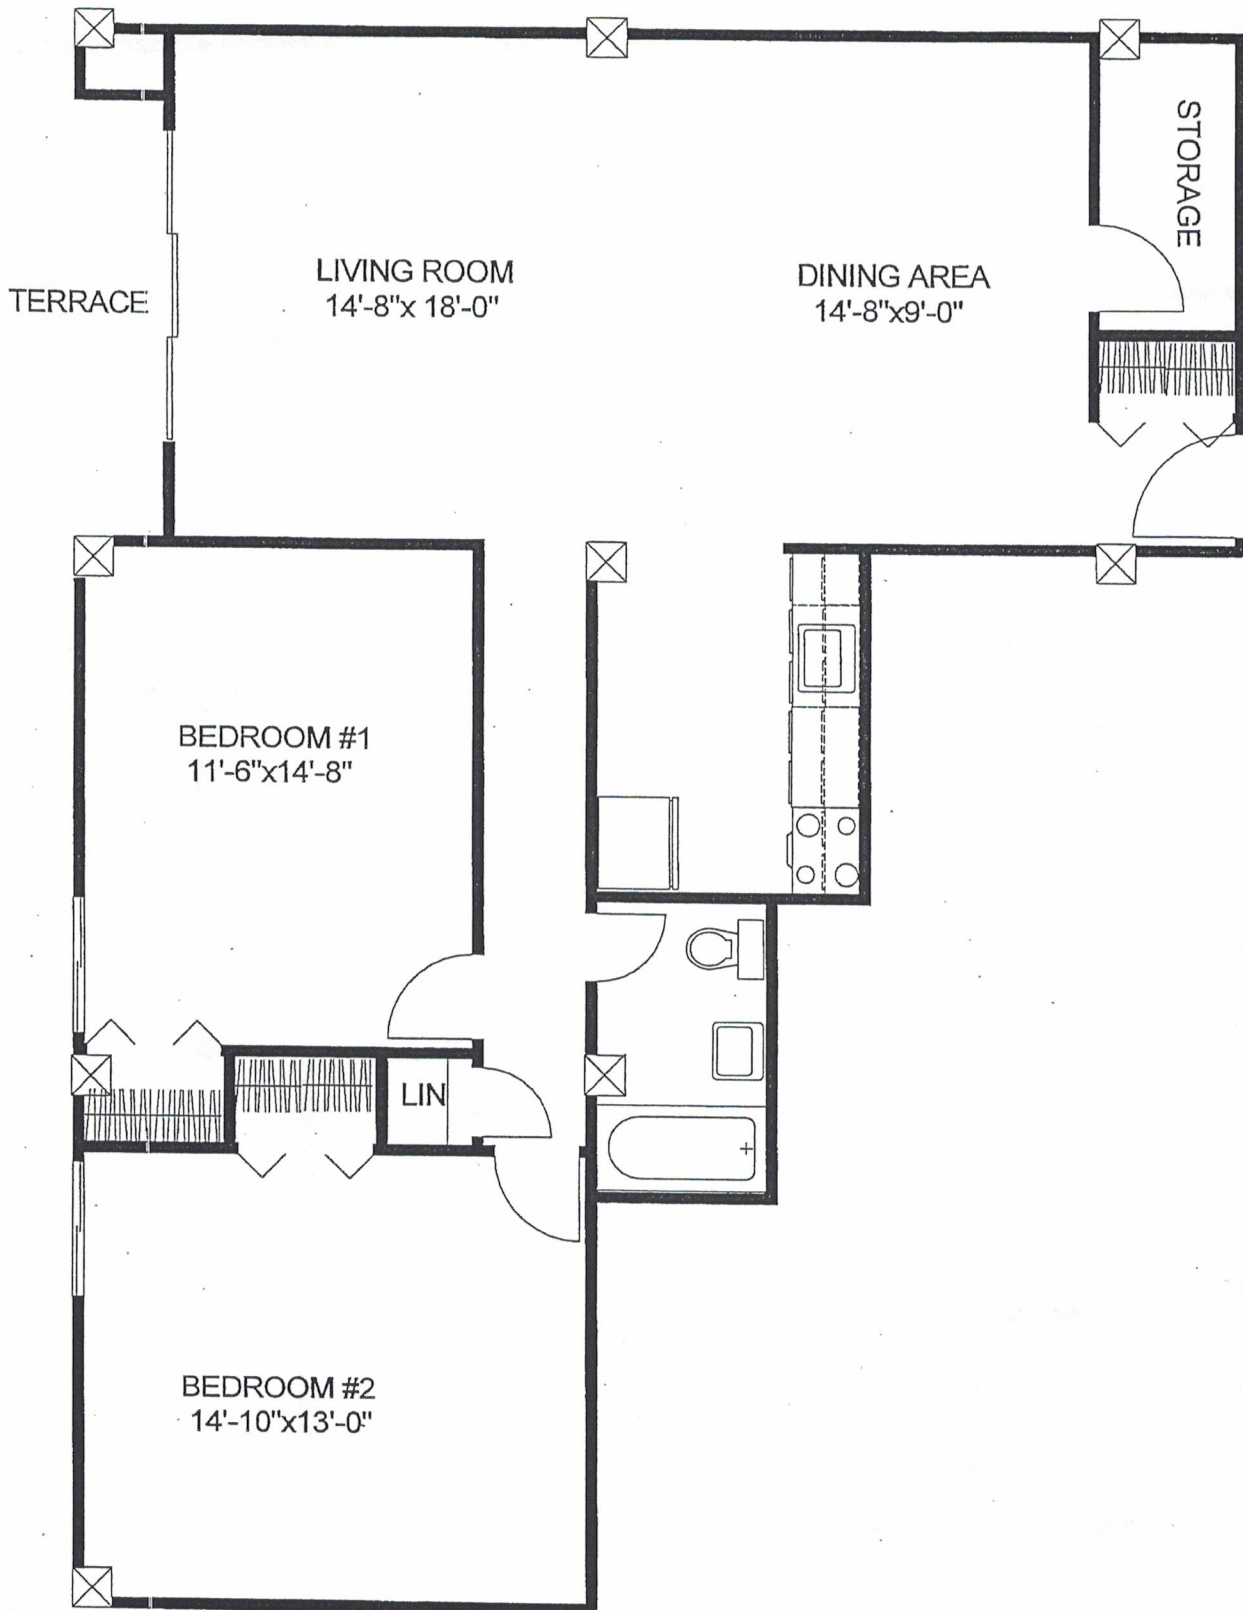 STORAGE
LIVING ROOM
14'-8"x 18'-0"
DINING AREA
14'-8"x9'-0"
TERRACE
BEDROOM #1
11'-6"x14'-8"
LIN
BEDROOM #2
14'-10"x13'-0"